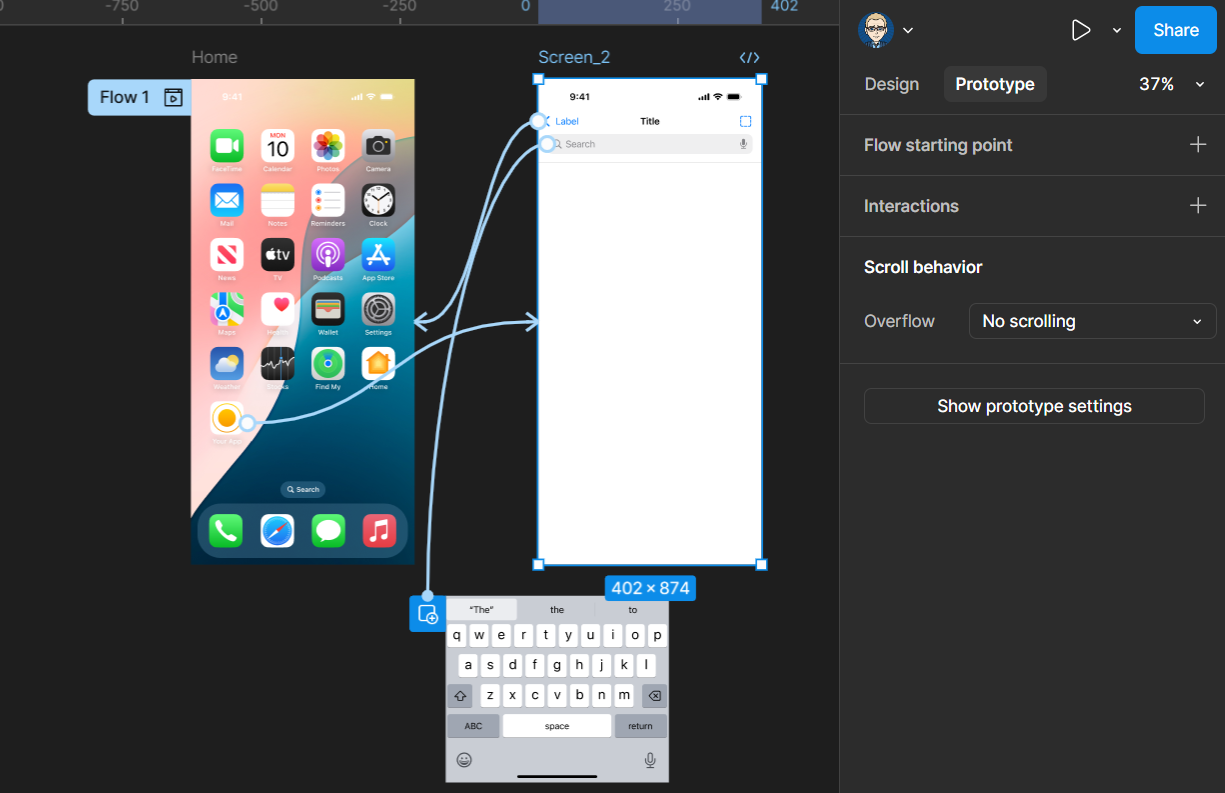 -750 -500 -250 0 250 402
Share
Design Prototype 37%
Flow starting point
Interactions
Scroll behavior
Overflow No scrolling
Show prototype settings
Home
Flow 1
9:41
FaceTime Calendar Photos Camera
MON
10
Mail Notes Reminders Clock
News TV Podcasts App Store
tv
Maps Wallet Settings
Weather Find My Home
Your App
Search
Screen_2
9:41
Label Title
Search
402 × 874
“The” the to
q w e r t y u i o p
a s d f g h j k l
z x c v b n m
ABC space return